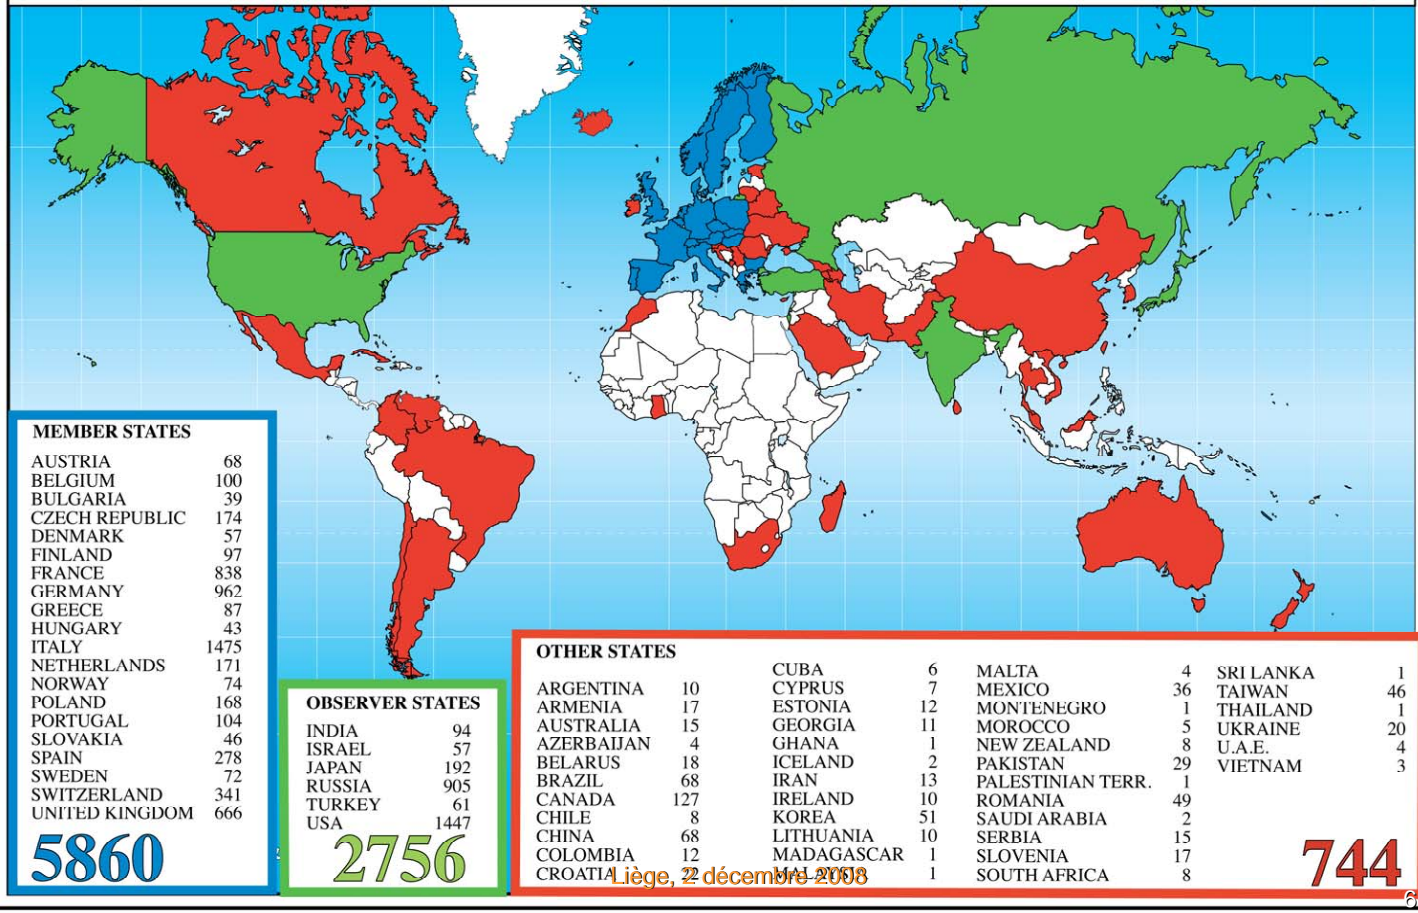 MEMBER STATES
AUSTRIA 68
BELGIUM 100
BULGARIA 39
CZECH REPUBLIC 174
DENMARK 57
FINLAND 97
FRANCE 838
GERMANY 962
GREECE 87
HUNGARY 43
ITALY 1475
NETHERLANDS 171
NORWAY 74
POLAND 168
PORTUGAL 104
SLOVAKIA 46
SPAIN 278
SWEDEN 72
SWITZERLAND 341
UNITED KINGDOM 666
5860
OBSERVER STATES
INDIA 94
ISRAEL 57
JAPAN 192
RUSSIA 905
TURKEY 61
USA 1447
2756
OTHER STATES
ARGENTINA 10
ARMENIA 17
AUSTRALIA 15
AZERBAIJAN 4
BELARUS 18
BRAZIL 68
CANADA 127
CHILE 8
CHINA 68
COLOMBIA 12
CROATIA 22
CUBA 6
CYPRUS 7
ESTONIA 12
GEORGIA 11
GHANA 1
ICELAND 2
IRAN 13
IRELAND 10
KOREA 51
LITHUANIA 10
MADAGASCAR 1
MALAYSIA 1
MALTA 4
MEXICO 36
MONTENEGRO 1
MOROCCO 5
NEW ZEALAND 8
PAKISTAN 29
PALESTINIAN TERR. 1
ROMANIA 49
SAUDI ARABIA 2
SERBIA 15
SLOVENIA 17
SOUTH AFRICA 8
SRI LANKA 1
TAIWAN 46
THAILAND 1
UKRAINE 20
U.A.E. 4
VIETNAM 3
744
Liège, 2 décembre 2008
6